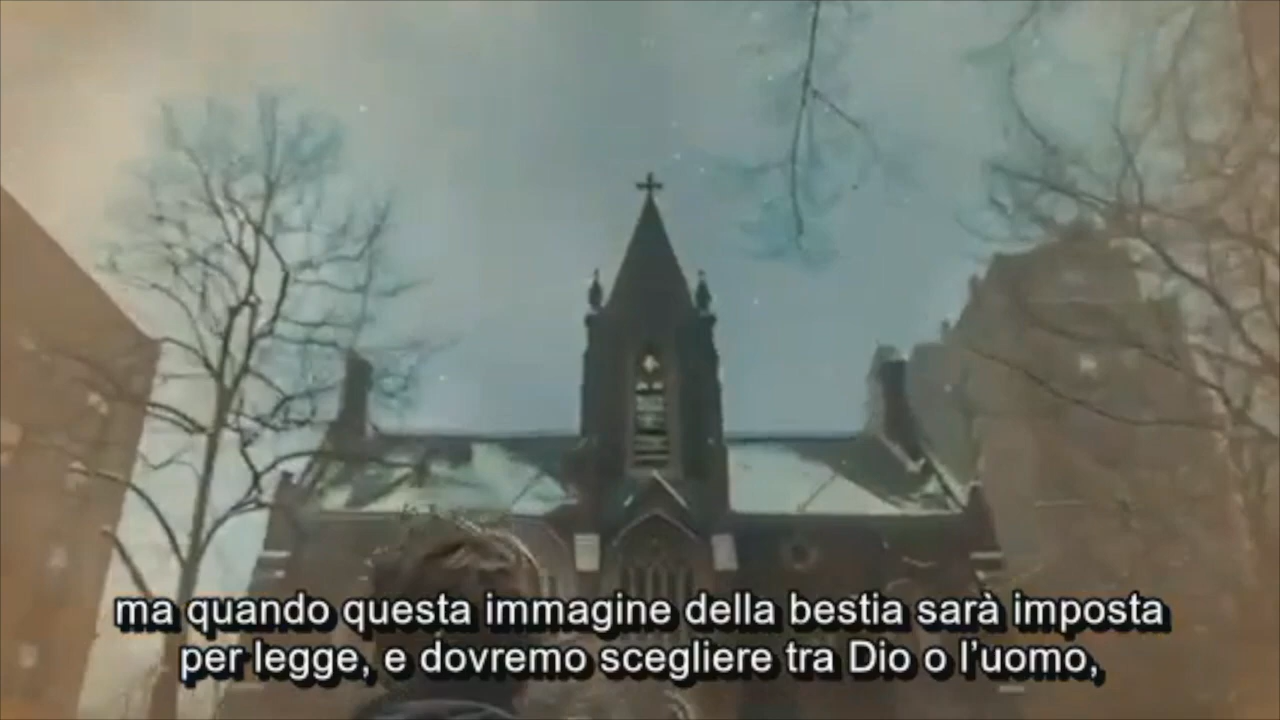 ma quando questa immagine della bestia sarà imposta
per legge, e dovremo scegliere tra Dio o l’uomo,